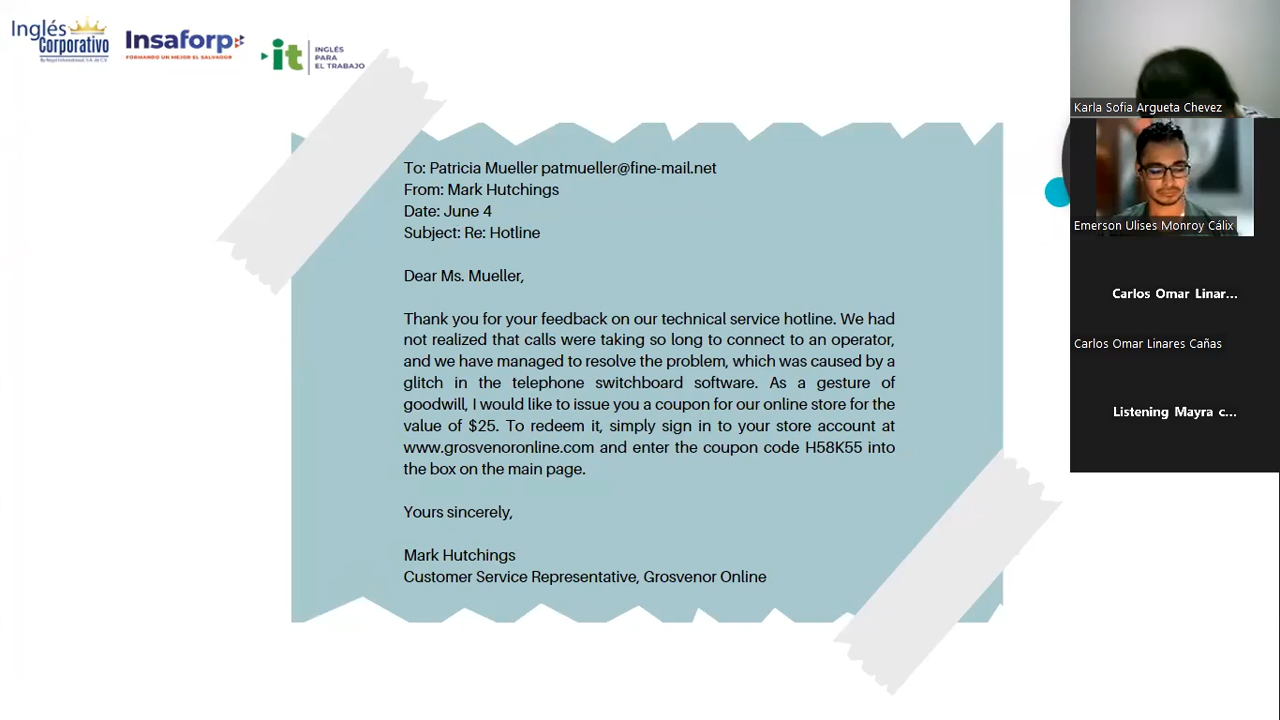 Inglés
Corporativo
By Regal International, S.A. de C.V.
Insaforp
FORMANDO UN MEJOR EL SALVADOR
it
INGLÉS
PARA
EL TRABAJO
To: Patricia Mueller patmueller@fine-mail.net
From: Mark Hutchings
Date: June 4
Subject: Re: Hotline
Dear Ms. Mueller,
Thank you for your feedback on our technical service hotline. We had
not realized that calls were taking so long to connect to an operator,
and we have managed to resolve the problem, which was caused by a
glitch in the telephone switchboard software. As a gesture of
goodwill, I would like to issue you a coupon for our online store for the
value of $25. To redeem it, simply sign in to your store account at
www.grosvenoronline.com and enter the coupon code H58K55 into
the box on the main page.
Yours sincerely,
Mark Hutchings
Customer Service Representative, Grosvenor Online
Karla Sofia Argueta Chevez
Emerson Ulises Monroy Cálix
Carlos Omar Linar...
Carlos Omar Linares Cañas
Listening Mayra c...